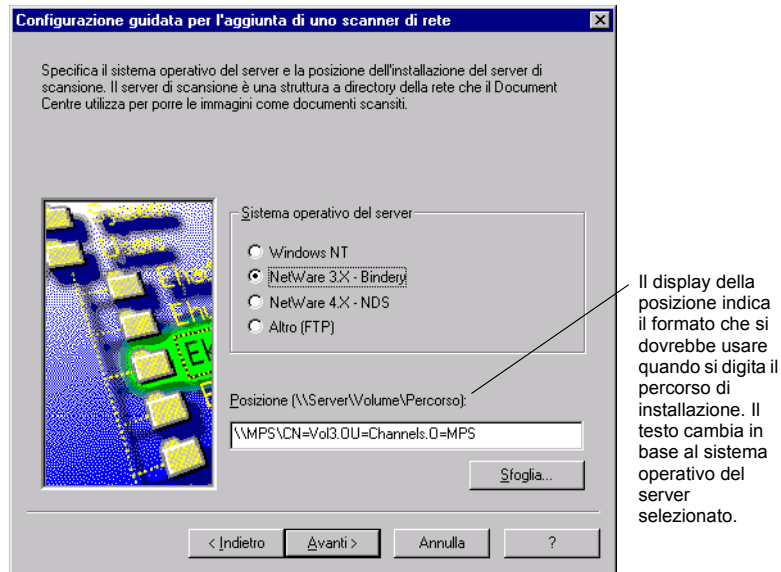 Configurazione guidata per l'aggiunta di uno scanner di rete
Specifica il sistema operativo del server e la posizione dell'installazione del server di
scansione. Il server di scansione è una struttura a directory della rete che il Document
Centre utilizza per porre le immagini come documenti scansiti.
Sistema operativo del server
Windows NT
NetWare 3.X - Bindery
NetWare 4.X - NDS
Altro (FTP)
Posizione (\\Server\Volume\Percorso):
\\MPS\CN=Vol3.OU=Channels.O=MPS
Sfoglia...
< Indietro
Avanti >
Annulla
?
Il display della
posizione indica
il formato che si
dovrebbe usare
quando si digita il
percorso di
installazione. Il
testo cambia in
base al sistema
operativo del
server
selezionato.